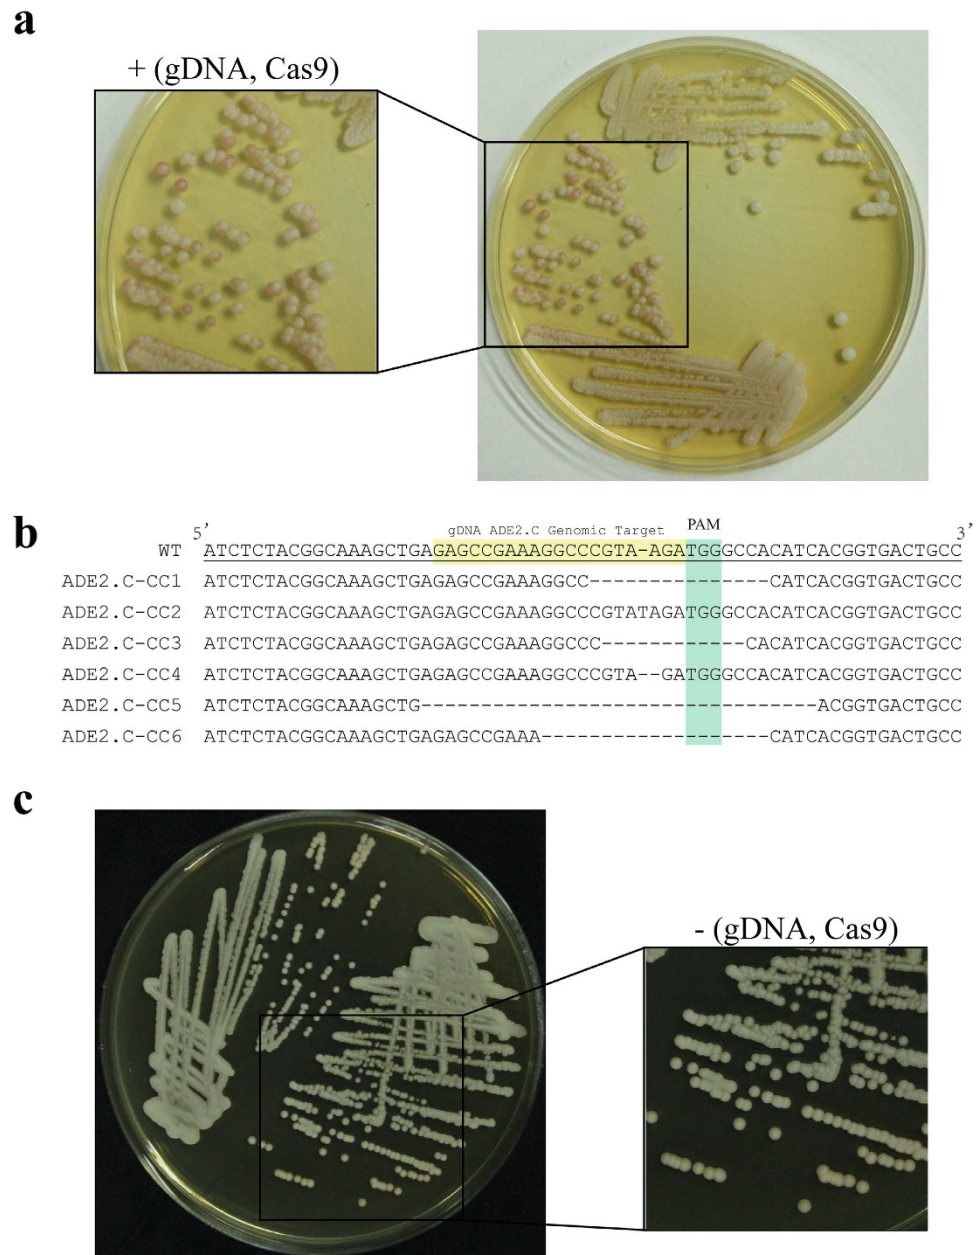 a
+ (gDNA, Cas9)
b
5' gDNA ADE2.C Genomic Target PAM 3'
WT ATCTCTACGGCAAAGCTGAGAGCCGAAAGGCCCGTA-AGATGGGCCACATCACGGTGACTGCC
ADE2.C-CC1 ATCTCTACGGCAAAGCTGAGAGCCGAAAGGCC---------------CATCACGGTGACTGCC
ADE2.C-CC2 ATCTCTACGGCAAAGCTGAGAGCCGAAAGGCCCGTATAGATGGGCCACATCACGGTGACTGCC
ADE2.C-CC3 ATCTCTACGGCAAAGCTGAGAGCCGAAAGGCCC------------CACATCACGGTGACTGCC
ADE2.C-CC4 ATCTCTACGGCAAAGCTGAGAGCCGAAAGGCCCGTA--GATGGGCCACATCACGGTGACTGCC
ADE2.C-CC5 ATCTCTACGGCAAAGCTG---------------------------------ACGGTGACTGCC
ADE2.C-CC6 ATCTCTACGGCAAAGCTGAGAGCCGAAA-------------------CATCACGGTGACTGCC
c
- (gDNA, Cas9)